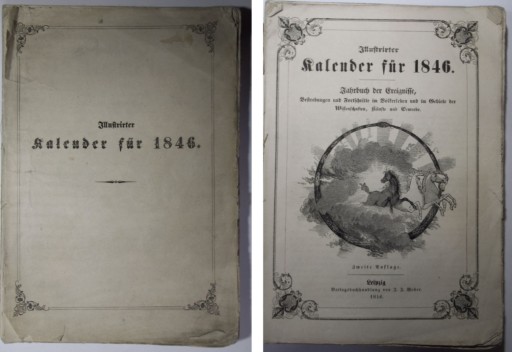 Illustrirter
Kalender für 1846.
Illustrirter
Kalender für 1846.
Jahrbuch der Ereignisse,
Bestrebungen und Fortschritte im Völkerleben und im Gebiete der
Wissenschaften, Künste und Gewerbe.
Zweite Auflage.
Leipzig
Verlagsbuchhandlung von J. J. Weber
1846.